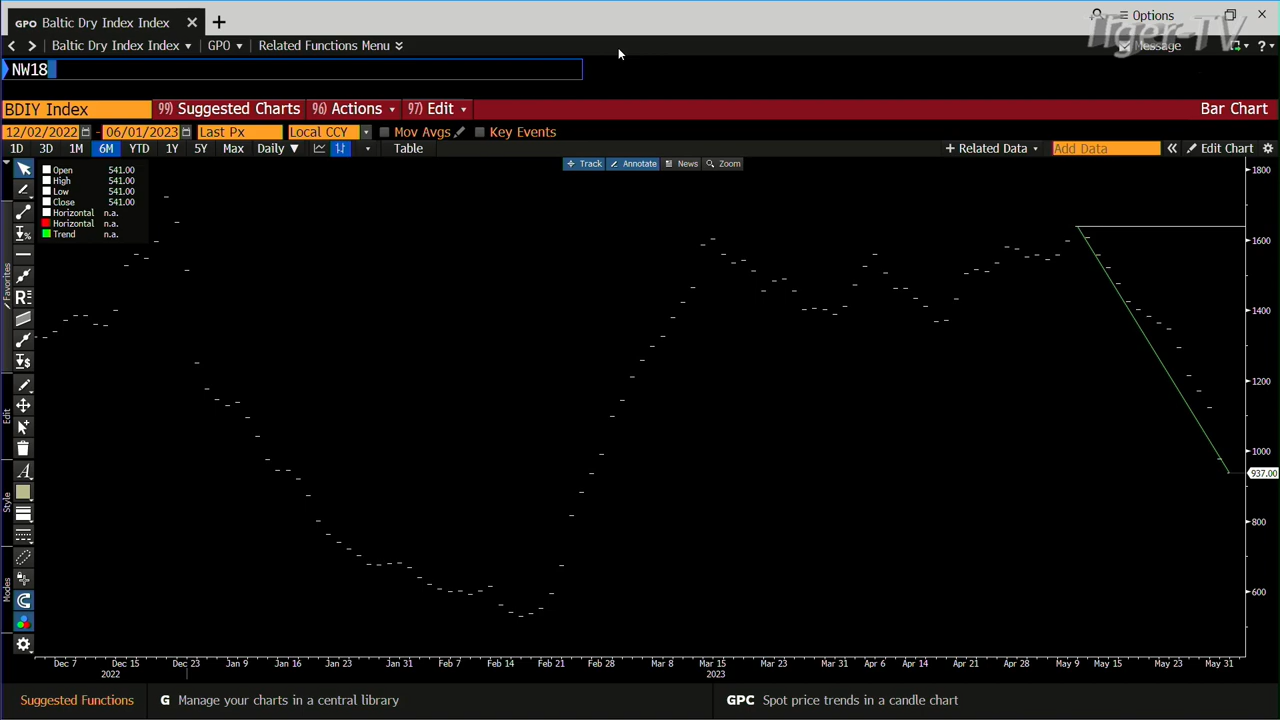 GPO Baltic Dry Index Index
Options
Tiger-TV
Baltic Dry Index Index GPO Related Functions Menu
Message
?
NW18
BDIY Index 99) Suggested Charts 96) Actions 97) Edit Bar Chart
12/02/2022 - 06/01/2023 Last Px Local CCY Mov Avgs Key Events
1D 3D 1M 6M YTD 1Y 5Y Max Daily ▼ Table + Related Data Add Data « Edit Chart
Track Annotate News Zoom
Open 541.00
High 541.00
Low 541.00
Close 541.00
Horizontal n.a.
Horizontal n.a.
Trend n.a.
Favorites
Edit
Style
Modes
1800
1600
1400
1200
1000
937.00
800
600
Dec 7 Dec 15 Dec 23 Jan 9 Jan 16 Jan 23 Jan 31 Feb 7 Feb 14 Feb 21 Feb 28 Mar 8 Mar 15 Mar 23 Mar 31 Apr 6 Apr 14 Apr 21 Apr 28 May 9 May 15 May 23 May 31
2022 2023
Suggested Functions G Manage your charts in a central library GPC Spot price trends in a candle chart